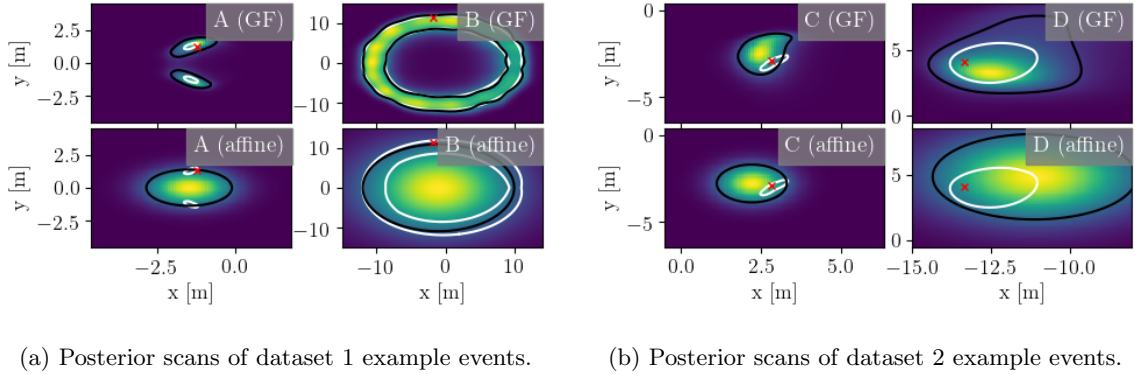 A (GF)
B (GF)
C (GF)
D (GF)
y [m]
2.5
0.0
−2.5
10
0
−10
y [m]
0
−3
−5
5
0
A (affine)
B (affine)
C (affine)
D (affine)
y [m]
2.5
0.0
−2.5
10
0
−10
y [m]
0
−3
−5
5
0
−2.5
0.0
−10
0
10
0.0
2.5
5.0
−15.0
−12.5
−10.0
x [m]
x [m]
x [m]
x [m]
(a) Posterior scans of dataset 1 example events.
(b) Posterior scans of dataset 2 example events.